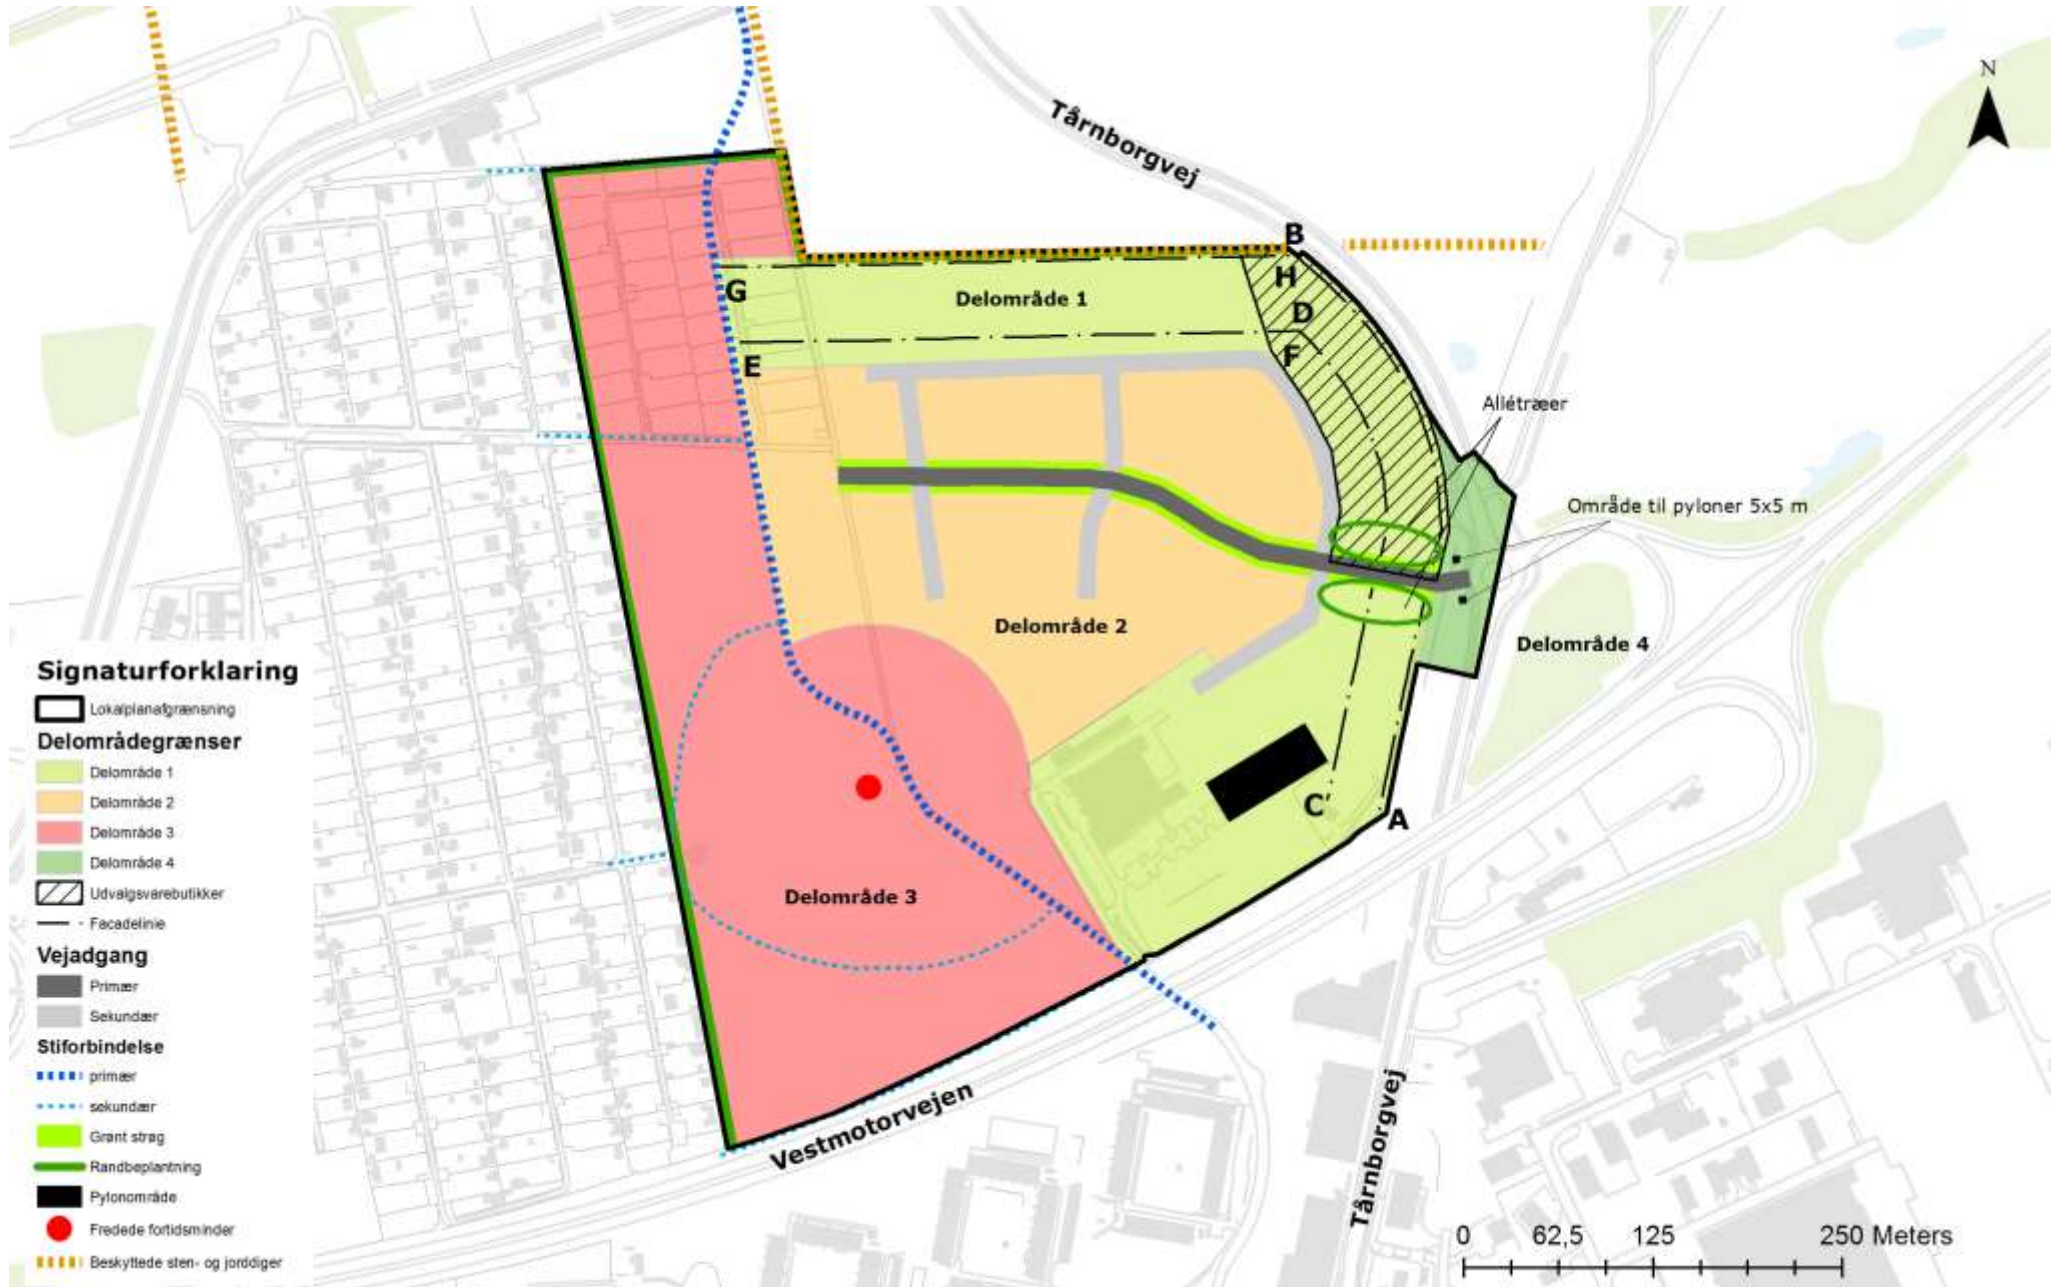 N
Tårnborgvej
B
H
G
Delområde 1
D
F
E
Allétræer
Område til pyloner 5x5 m
Delområde 2
Delområde 4
C'
A
Delområde 3
Vestmotorvejen
Tårnborgvej
Signaturforklaring
Lokalplanafgrænsning
Delområdegrænser
Delområde 1
Delområde 2
Delområde 3
Delområde 4
Udvalgsvarebutikker
Facadelinie
Vejadgang
Primær
Sekundær
Stiforbindelse
primær
sekundær
Grønt strøg
Randbeplantning
Pylonområde
Fredede fortidsminder
Beskyttede sten- og jorddiger
0 62,5 125 250 Meters